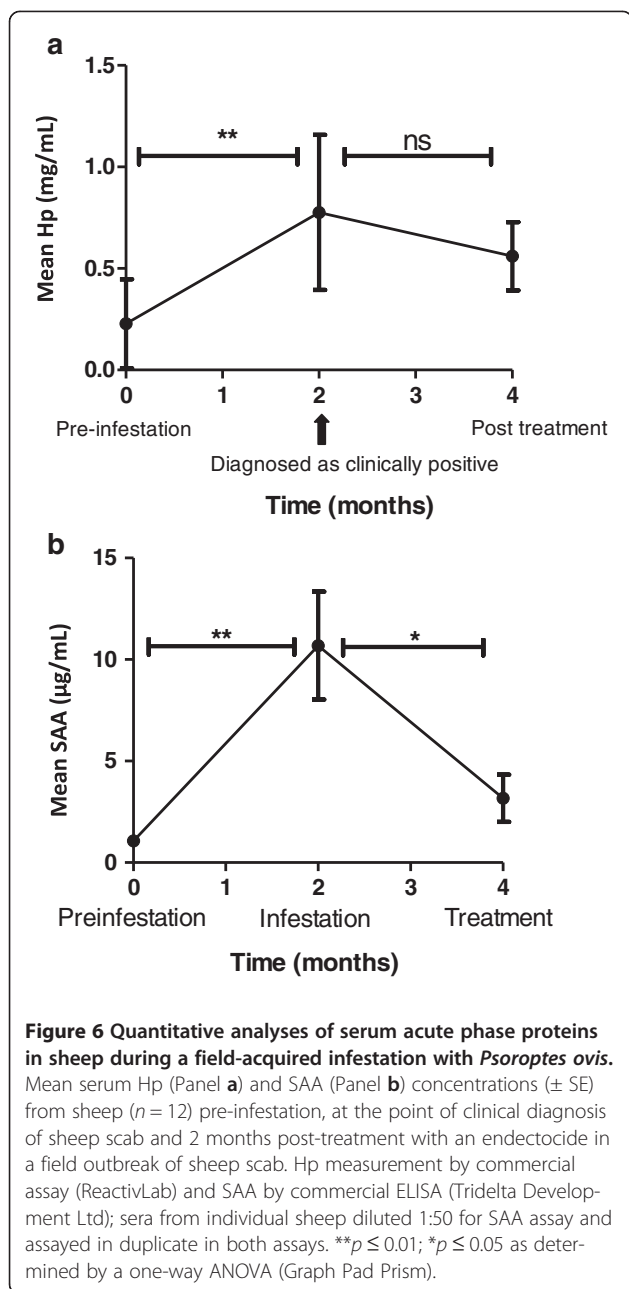 a
1.5
**
ns
1.0
Mean Hp (mg/mL)
0.5
0.0
0 1 2 3 4
Pre-infestation Post treatment
Diagnosed as clinically positive
Time (months)
b
15
** *
10
Mean SAA (µg/mL)
5
0
0 1 2 3 4
Preinfestation Infestation Treatment
Time (months)
Figure 6 Quantitative analyses of serum acute phase proteins
in sheep during a field-acquired infestation with Psoroptes ovis.
Mean serum Hp (Panel a) and SAA (Panel b) concentrations (± SE)
from sheep (n = 12) pre-infestation, at the point of clinical diagnosis
of sheep scab and 2 months post-treatment with an endectocide in
a field outbreak of sheep scab. Hp measurement by commercial
assay (ReactivLab) and SAA by commercial ELISA (Tridelta Develop-
ment Ltd); sera from individual sheep diluted 1:50 for SAA assay and
assayed in duplicate in both assays. **p ≤ 0.01; *p ≤ 0.05 as deter-
mined by a one-way ANOVA (Graph Pad Prism).